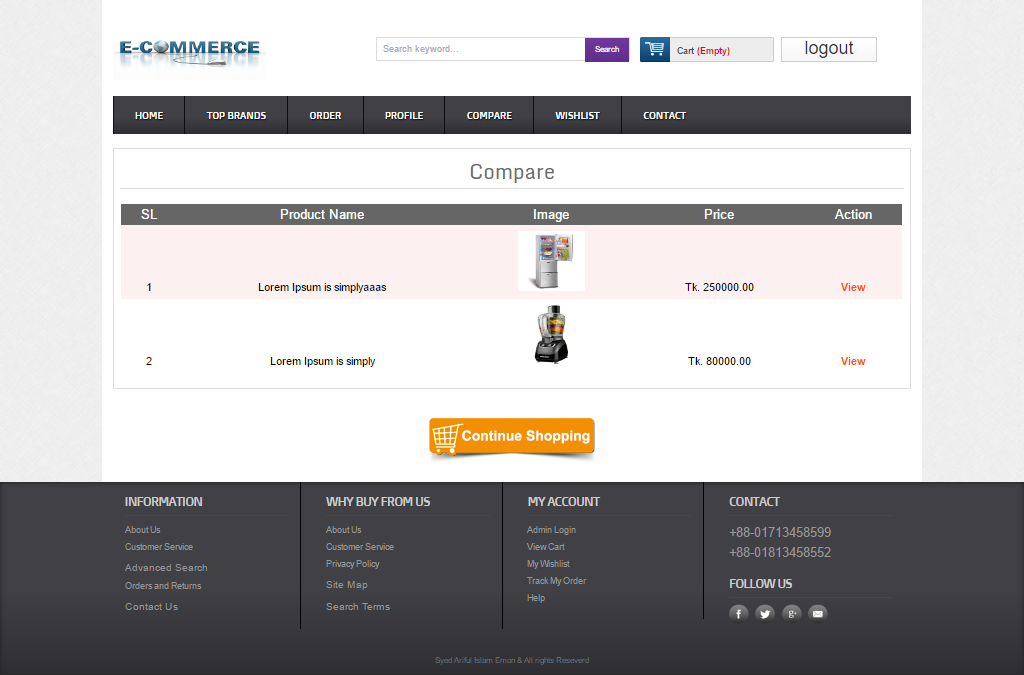 E-COMMERCE
Search keyword...
Search
Cart (Empty)
logout
HOME TOP BRANDS ORDER PROFILE COMPARE WISHLIST CONTACT
Compare
SL Product Name Image Price Action
1 Lorem Ipsum is simplyaaas Tk. 250000.00 View
2 Lorem Ipsum is simply Tk. 80000.00 View
Continue Shopping
INFORMATION
About Us
Customer Service
Advanced Search
Orders and Returns
Contact Us
WHY BUY FROM US
About Us
Customer Service
Privacy Policy
Site Map
Search Terms
MY ACCOUNT
Admin Login
View Cart
My Wishlist
Track My Order
Help
CONTACT
+88-01713458599
+88-01813458552
FOLLOW US
Syed Ariful Islam Emon & All rights Reseverd